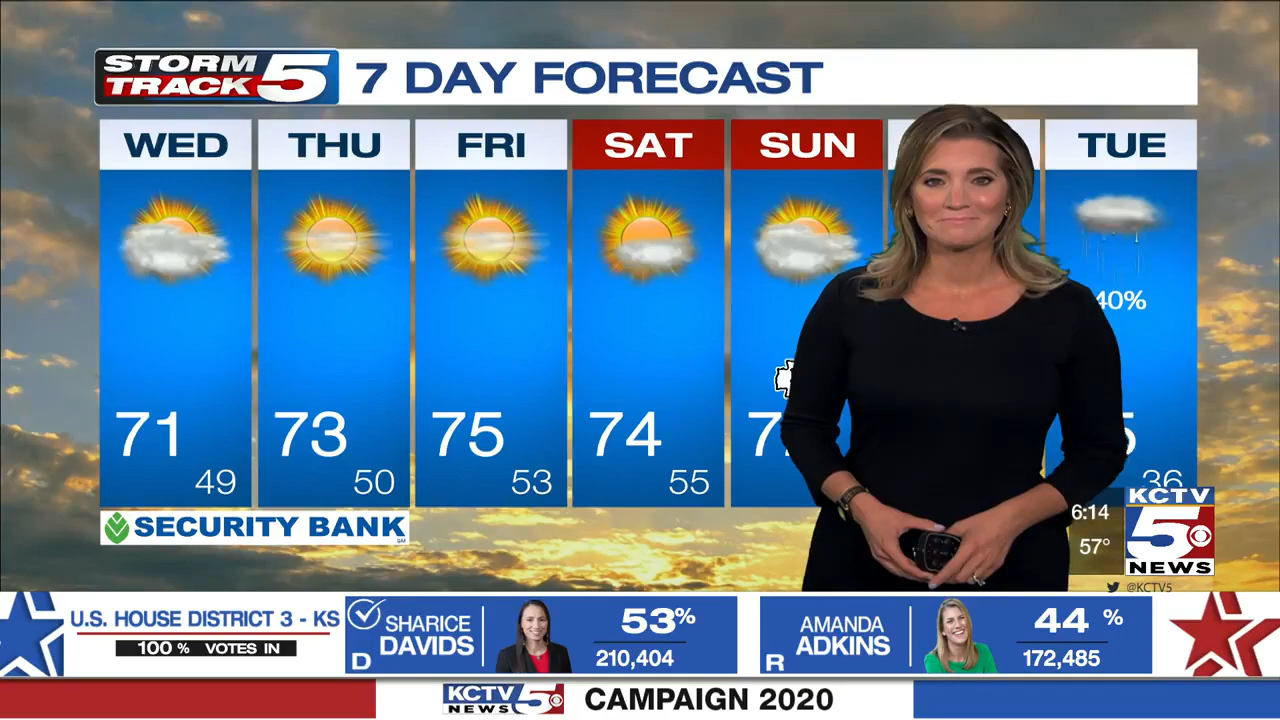 STORM TRACK 5
7 DAY FORECAST
WED
THU
FRI
SAT
SUN
TUE
40%
71
49
73
50
75
53
74
55
36
SECURITY BANK
6:14
57°
KCTV
5
NEWS
@KCTV5
U.S. HOUSE DISTRICT 3 - KS
100 % VOTES IN
SHARICE
DAVIDS
D
53%
210,404
AMANDA
ADKINS
R
44 %
172,485
KCTV 5
NEWS
CAMPAIGN 2020